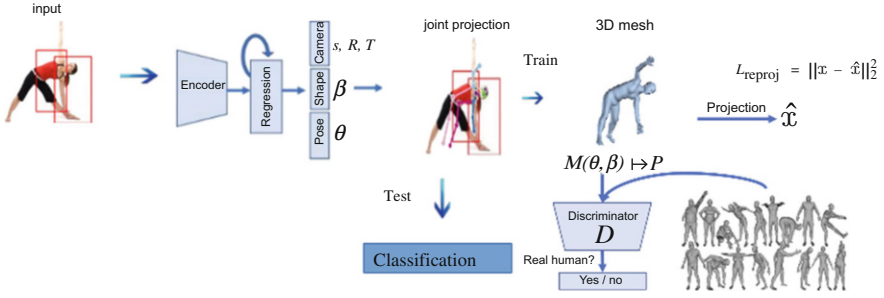 input
Encoder
Regression
Camera
s, R, T
Shape
β
Pose
θ
joint projection
Train
Test
Classification
3D mesh
M(θ, β) ↦ P
Discriminator
D
Real human?
Yes / no
L_reproj = ||x − x̂||₂²
Projection
x̂